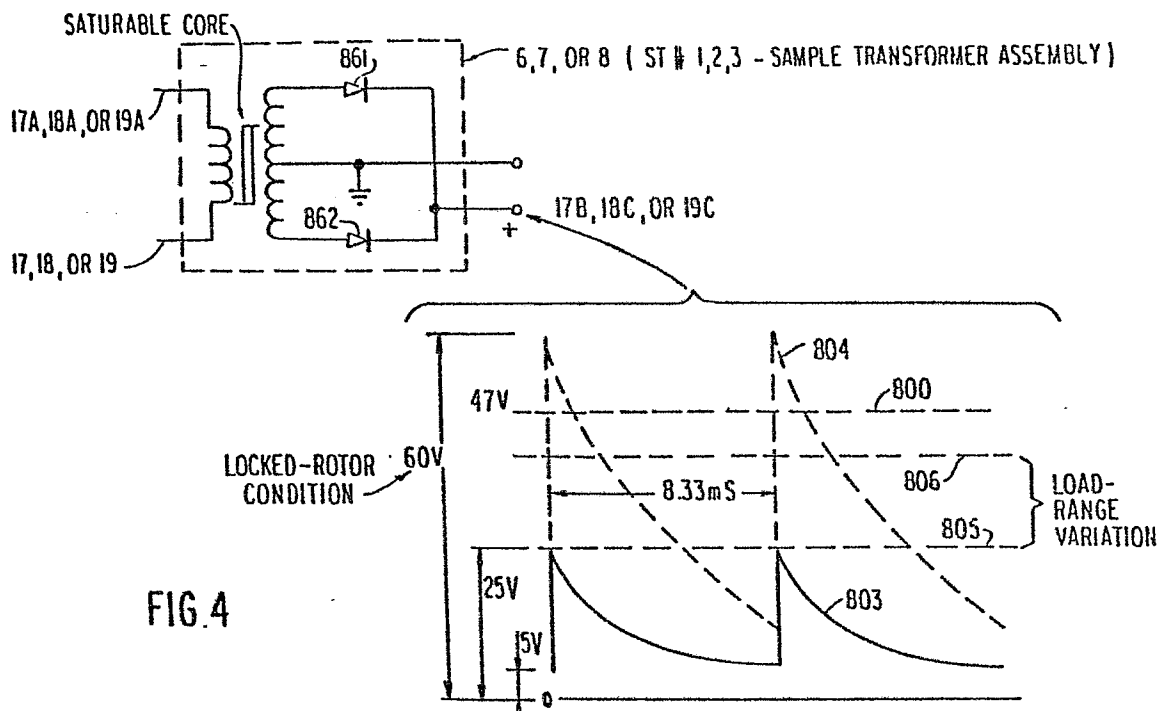 SATURABLE CORE
861
6,7, OR 8 ( ST # 1,2,3 - SAMPLE TRANSFORMER ASSEMBLY )
17A,18A,OR 19A
862
17B, 18C, OR 19C
+
17, 18, OR 19
804
800
47V
LOCKED-ROTOR
CONDITION
60V
806
8.33mS
LOAD-
RANGE
VARIATION
805
25V
803
5V
0
FIG.4